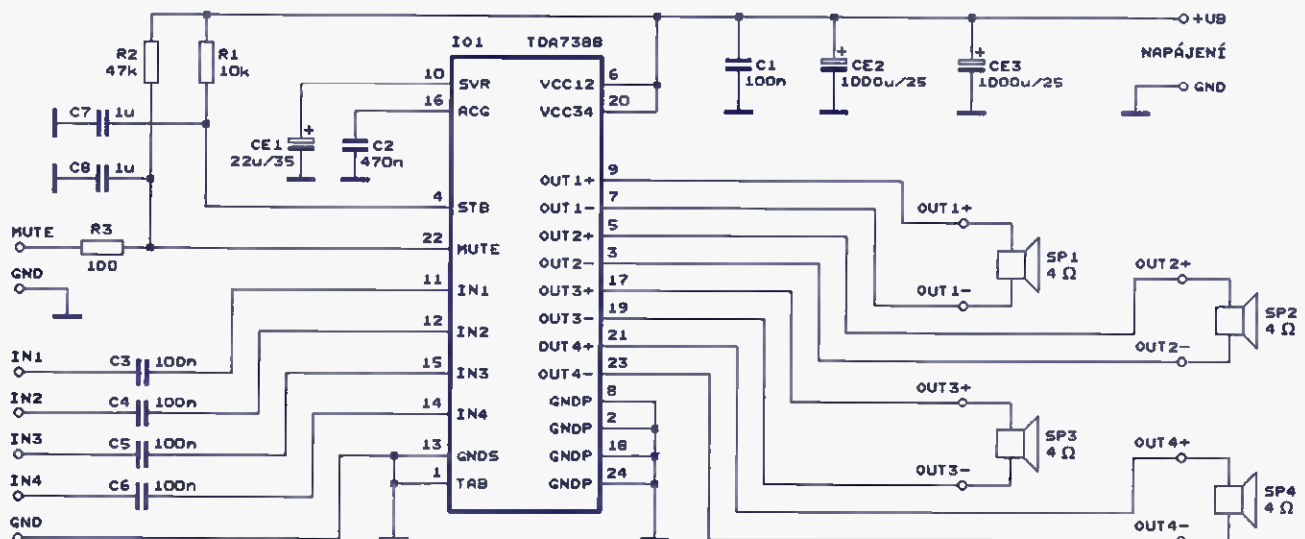 +UB
IO1 TDA7388
R2
47k
R1
10k
NAPÁJENÍ
C1
100n
CE2
1000u/25
CE3
1000u/25
GND
10
SVR
VCC12
6
16
ACG
VCC34
20
C7 1u
CE1
22u/35
C2
470n
C8 1u
OUT1+
9
4
STB
OUT1-
7
OUT1+
MUTE
R3
100
22
MUTE
OUT2+
5
OUT2-
3
SP1
4 Ω
OUT2+
GND
11
IN1
OUT3+
17
OUT1-
12
IN2
OUT3-
19
SP2
4 Ω
IN1
C3 100n
15
IN3
DUT4+
21
OUT2-
IN2
C4 100n
14
IN4
OUT4-
23
GNDP
8
OUT3+
IN3
C5 100n
13
GNDS
GNDP
2
SP3
4 Ω
OUT4+
IN4
C6 100n
1
TAB
GNDP
18
OUT3-
GNDP
24
SP4
4 Ω
GND
OUT4-